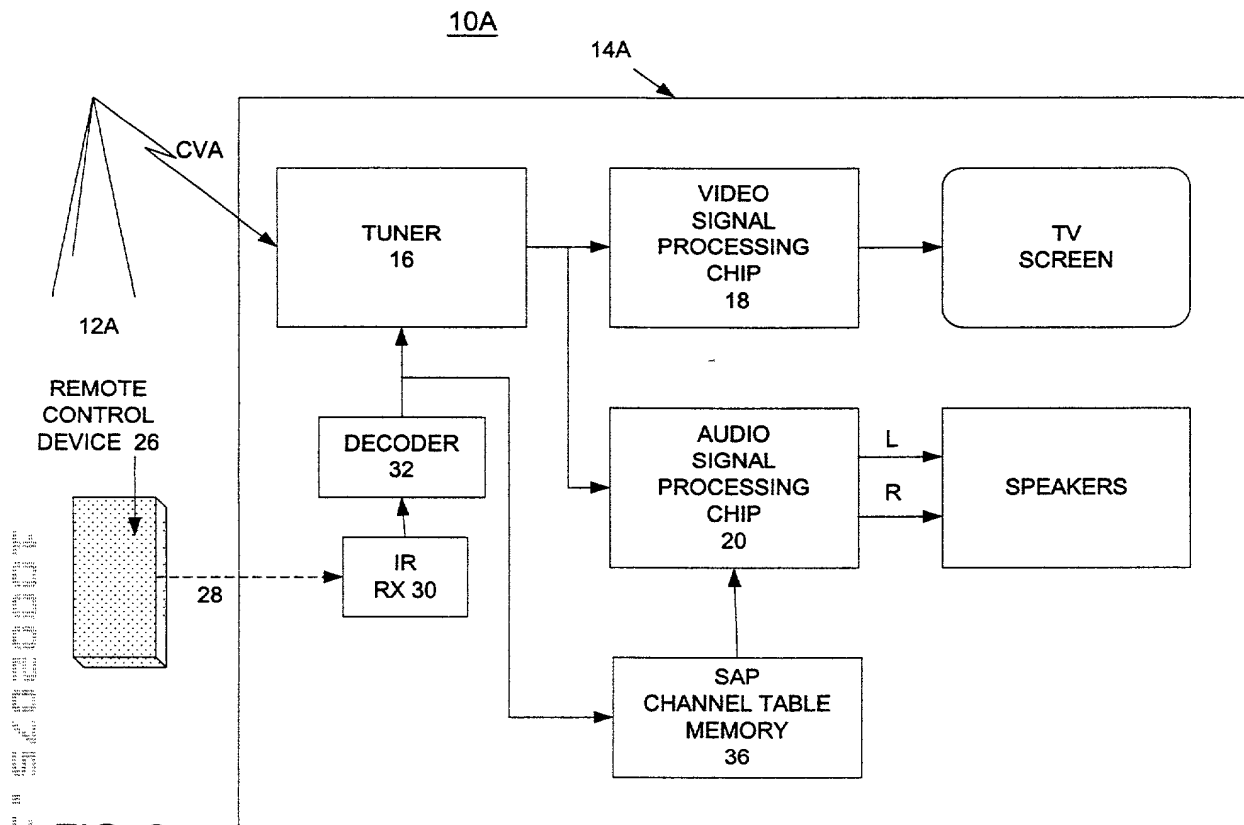 10A
14A
CVA
TUNER
16
VIDEO
SIGNAL
PROCESSING
CHIP
18
TV
SCREEN
12A
REMOTE
CONTROL
DEVICE 26
DECODER
32
AUDIO
SIGNAL
PROCESSING
CHIP
20
L
R
SPEAKERS
28
IR
RX 30
SAP
CHANNEL TABLE
MEMORY
36